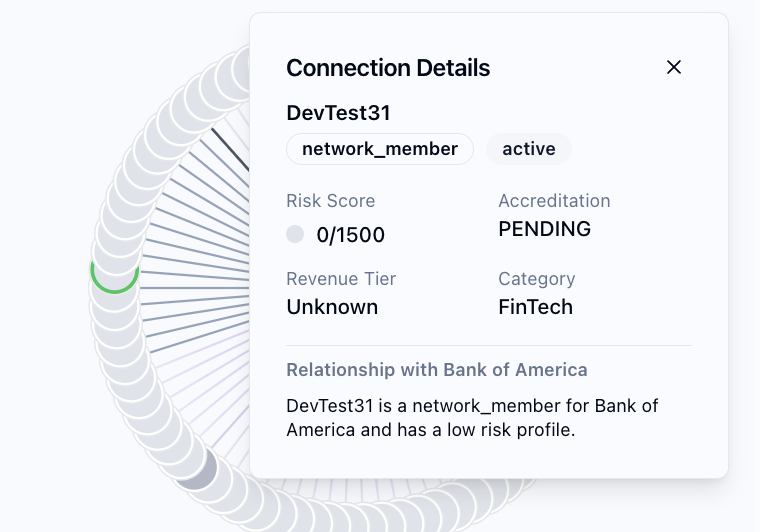 Connection Details
DevTest31
network_member active
Risk Score Accreditation
0/1500 PENDING
Revenue Tier Category
Unknown FinTech
Relationship with Bank of America
DevTest31 is a network_member for Bank of
America and has a low risk profile.